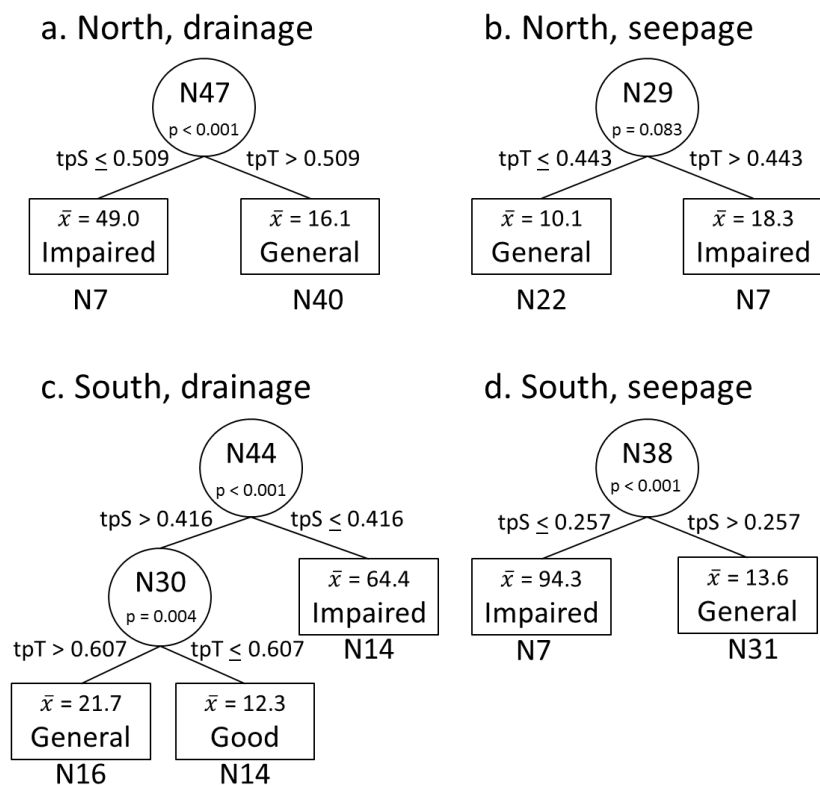 a. North, drainage
N47
p < 0.001
tpS ≤ 0.509
tpT > 0.509
x̄ = 49.0
Impaired
N7
x̄ = 16.1
General
N40
b. North, seepage
N29
p = 0.083
tpT ≤ 0.443
tpT > 0.443
x̄ = 10.1
General
N22
x̄ = 18.3
Impaired
N7
c. South, drainage
N44
p < 0.001
tpS > 0.416
tpS ≤ 0.416
N30
p = 0.004
x̄ = 64.4
Impaired
N14
tpT > 0.607
tpT ≤ 0.607
x̄ = 21.7
General
N16
x̄ = 12.3
Good
N14
d. South, seepage
N38
p < 0.001
tpS ≤ 0.257
tpS > 0.257
x̄ = 94.3
Impaired
N7
x̄ = 13.6
General
N31